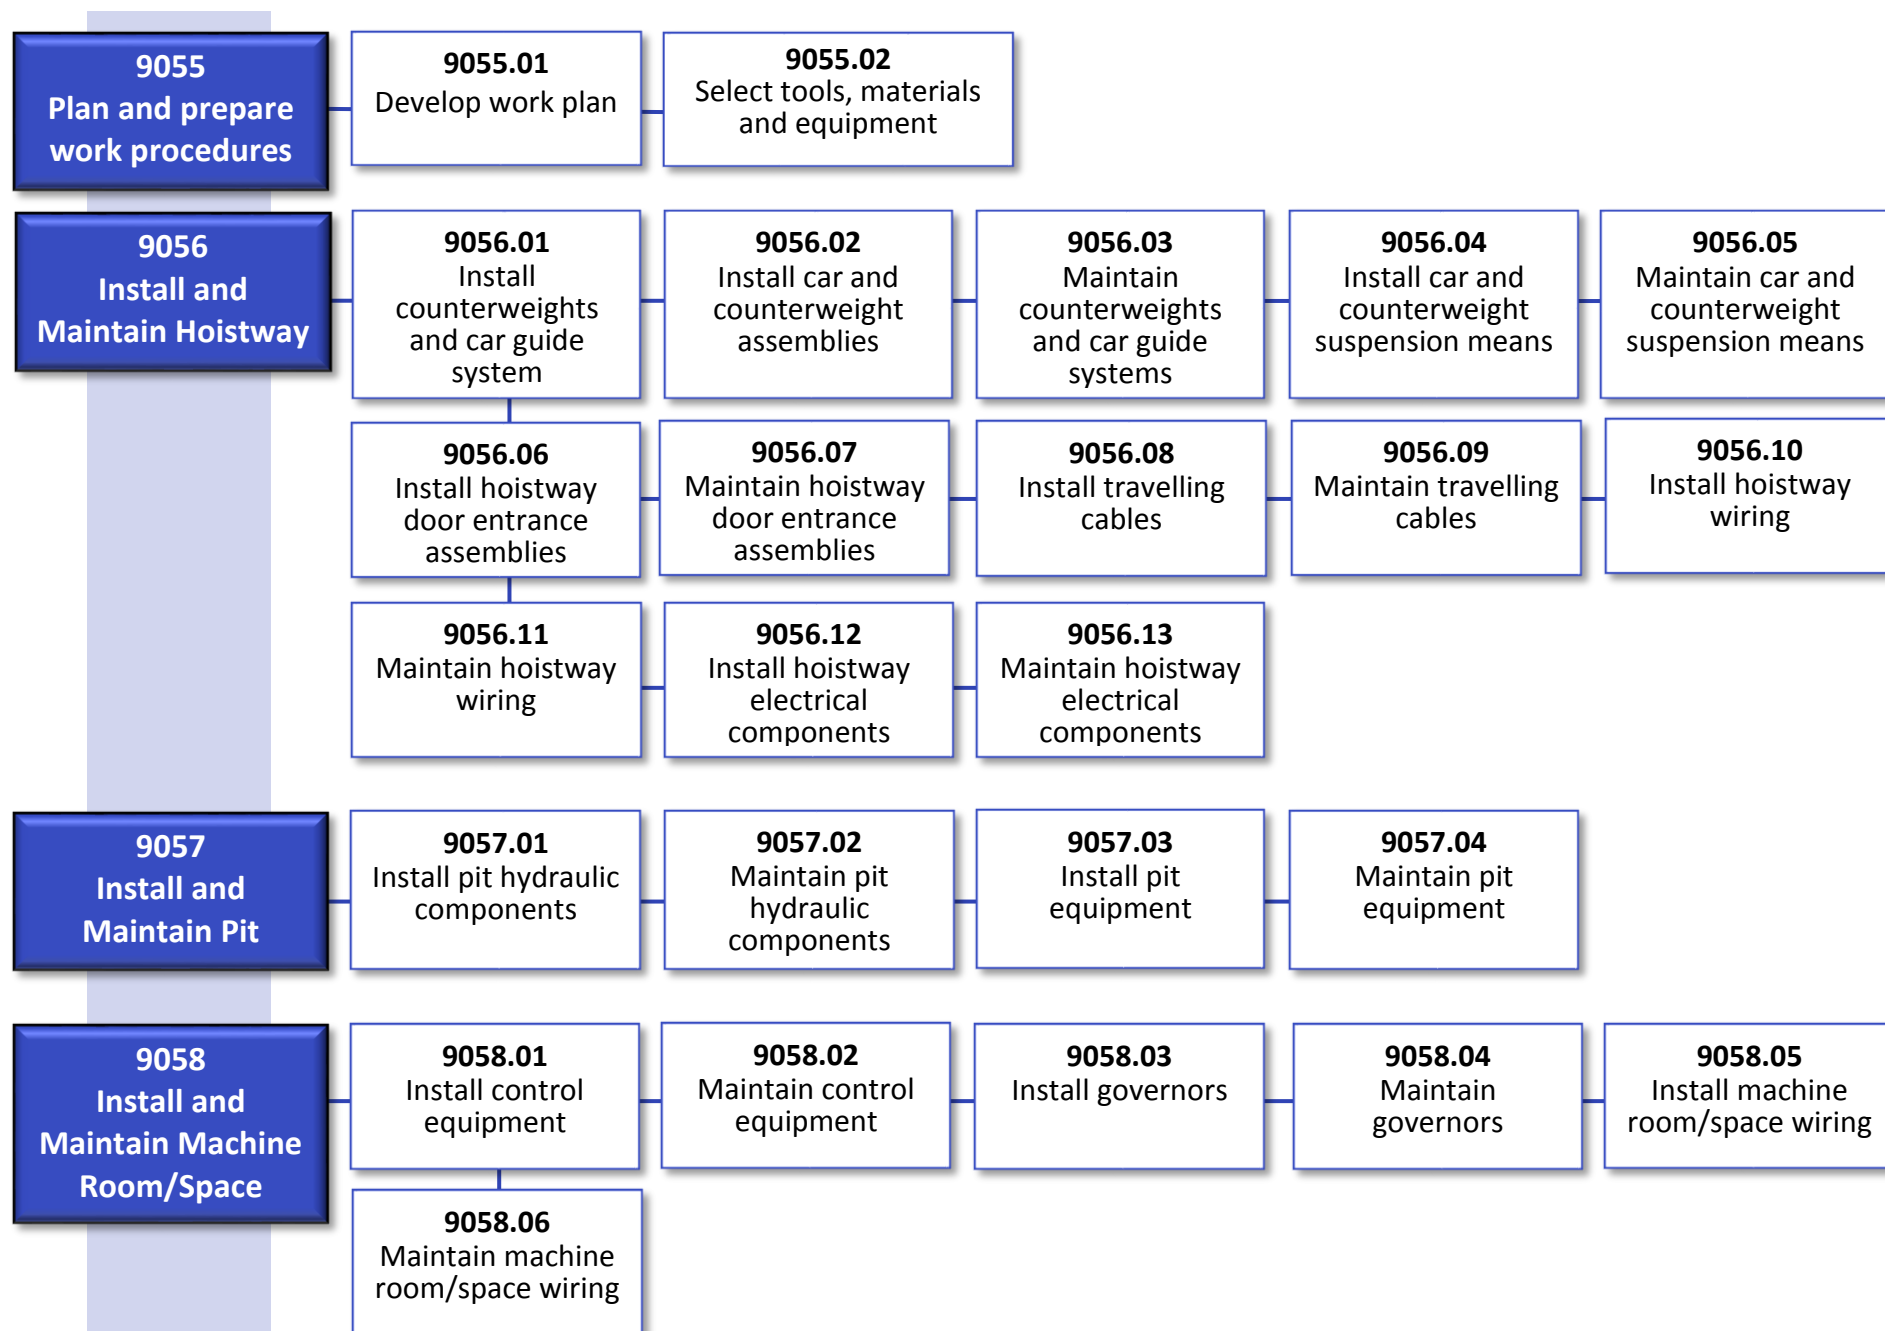 9055
Plan and prepare
work procedures
9055.01
Develop work plan
9055.02
Select tools, materials
and equipment
9056
Install and
Maintain Hoistway
9056.01
Install
counterweights
and car guide
system
9056.02
Install car and
counterweight
assemblies
9056.03
Maintain
counterweights
and car guide
systems
9056.04
Install car and
counterweight
suspension means
9056.05
Maintain car and
counterweight
suspension means
9056.06
Install hoistway
door entrance
assemblies
9056.07
Maintain hoistway
door entrance
assemblies
9056.08
Install travelling
cables
9056.09
Maintain travelling
cables
9056.10
Install hoistway
wiring
9056.11
Maintain hoistway
wiring
9056.12
Install hoistway
electrical
components
9056.13
Maintain hoistway
electrical
components
9057
Install and
Maintain Pit
9057.01
Install pit hydraulic
components
9057.02
Maintain pit
hydraulic
components
9057.03
Install pit
equipment
9057.04
Maintain pit
equipment
9058
Install and
Maintain Machine
Room/Space
9058.01
Install control
equipment
9058.02
Maintain control
equipment
9058.03
Install governors
9058.04
Maintain
governors
9058.05
Install machine
room/space wiring
9058.06
Maintain machine
room/space wiring